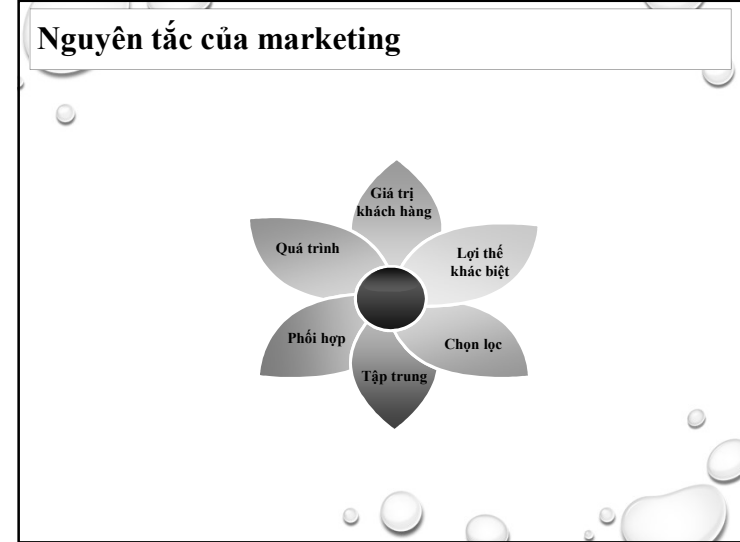 Nguyên tắc của marketing
Giá trị
khách hàng
Lợi thế
khác biệt
Chọn lọc
Tập trung
Phối hợp
Quá trình